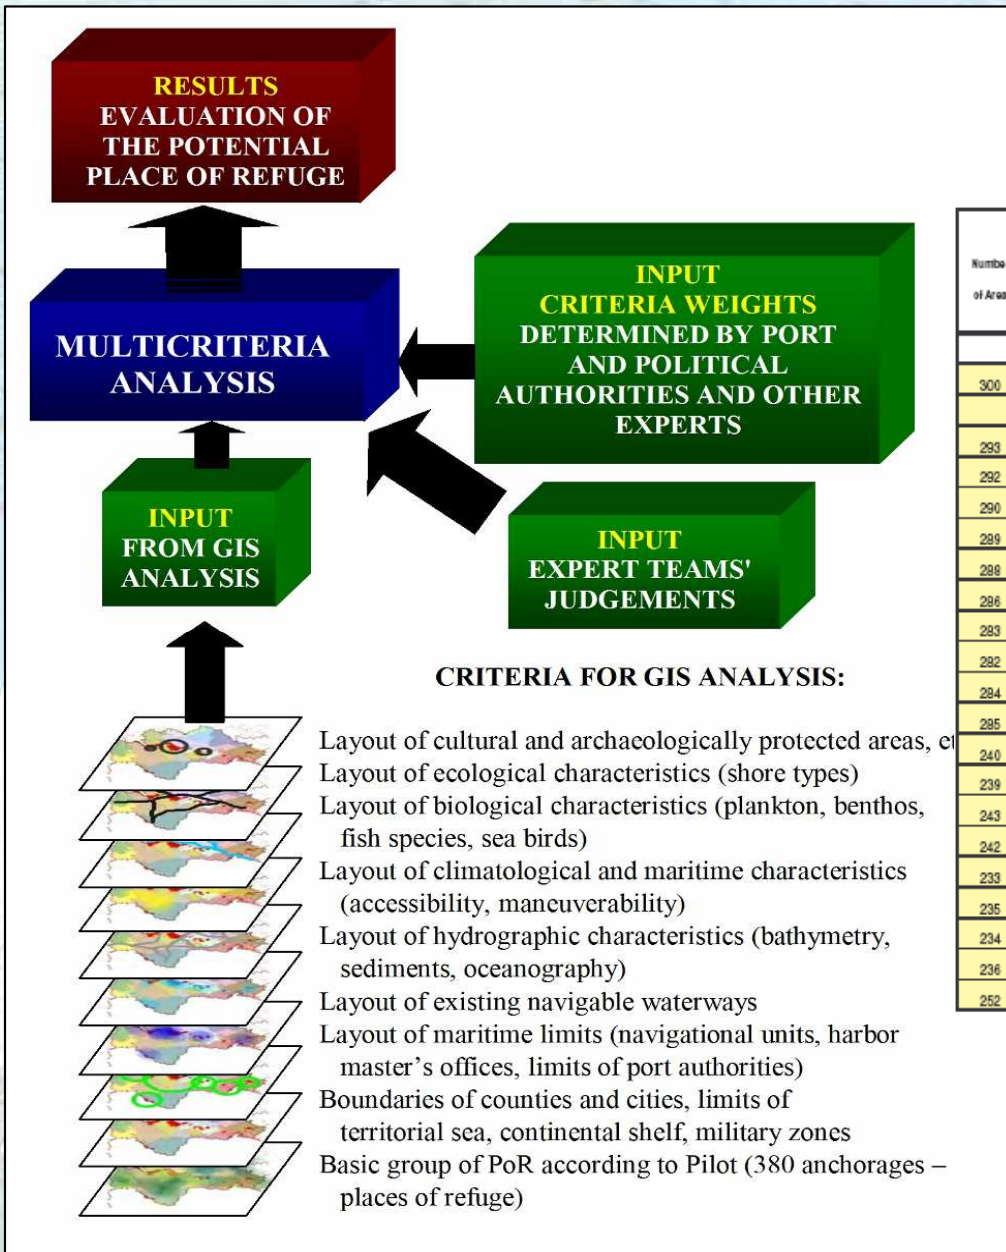 RESULTS
EVALUATION OF
THE POTENTIAL
PLACE OF REFUGE
INPUT
CRITERIA WEIGHTS
DETERMINED BY PORT
AND POLITICAL
AUTHORITIES AND OTHER
EXPERTS
MULTICRITERIA
ANALYSIS
INPUT
FROM GIS
ANALYSIS
INPUT
EXPERT TEAMS'
JUDGEMENTS
CRITERIA FOR GIS ANALYSIS:
Layout of cultural and archaeologically protected areas, et
Layout of ecological characteristics (shore types)
Layout of biological characteristics (plankton, benthos,
fish species, sea birds)
Layout of climatological and maritime characteristics
(accessibility, maneuverability)
Layout of hydrographic characteristics (bathymetry,
sediments, oceanography)
Layout of existing navigable waterways
Layout of maritime limits (navigational units, harbor
master’s offices, limits of port authorities)
Boundaries of counties and cities, limits of
territorial sea, continental shelf, military zones
Basic group of PoR according to Pilot (380 anchorages –
places of refuge)
Numbe
of Area
300
293
292
290
289
288
286
283
282
284
285
240
239
243
242
233
235
234
236
252